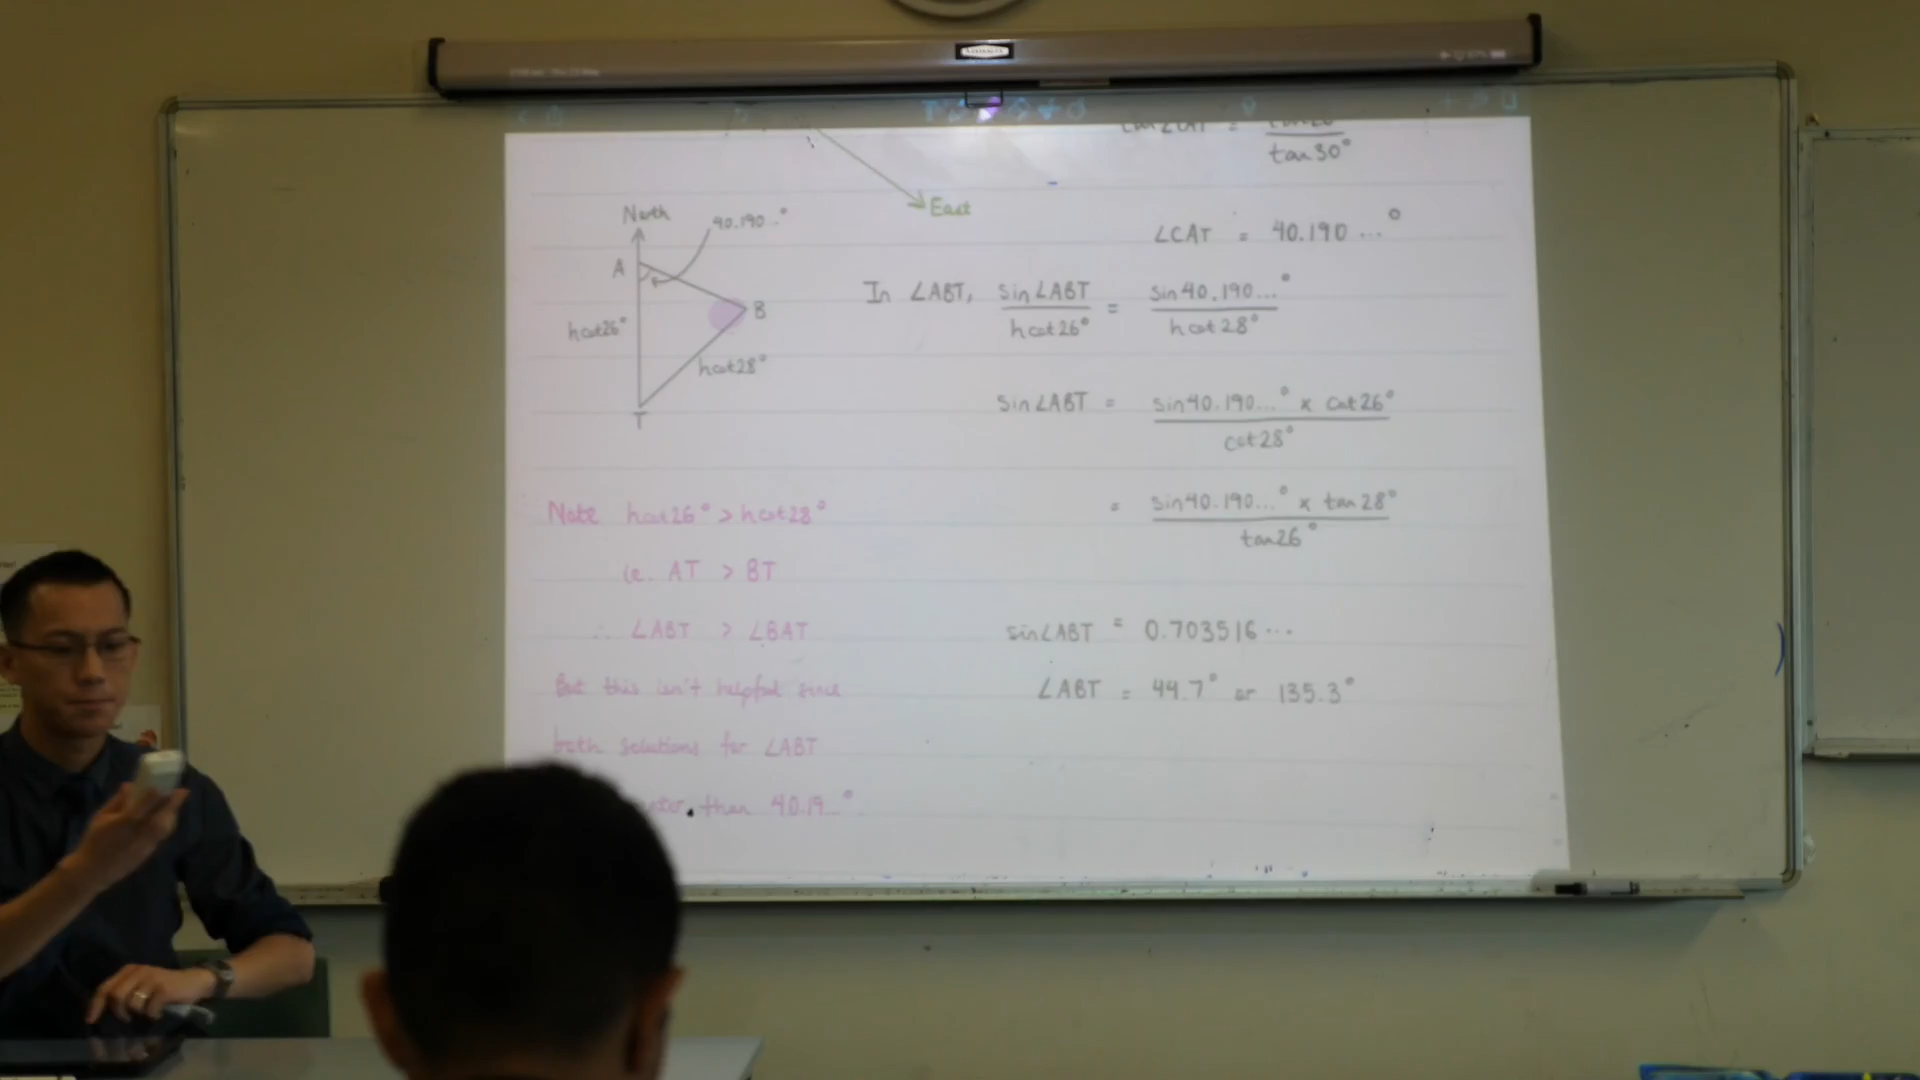 tan30°
East
North
40.190...°
∠CAT = 40.190...°
A
In ∠ABT, sin∠ABT / hcot26° = sin40.190...° / hcot28°
B
hcot26°
hcot28°
T
sin∠ABT = sin40.190...° × cot26° / cot28°
= sin40.190...° × tan28° / tan26°
Note hcot26° > hcot28°
ie. AT > BT
∴ ∠ABT > ∠BAT
sin∠ABT = 0.703516...
But this isn't helpful since
∠ABT = 44.7° or 135.3°
both solutions for ∠ABT
than 40.19...°